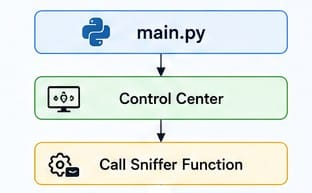 main.py
Control Center
Call Sniffer Function